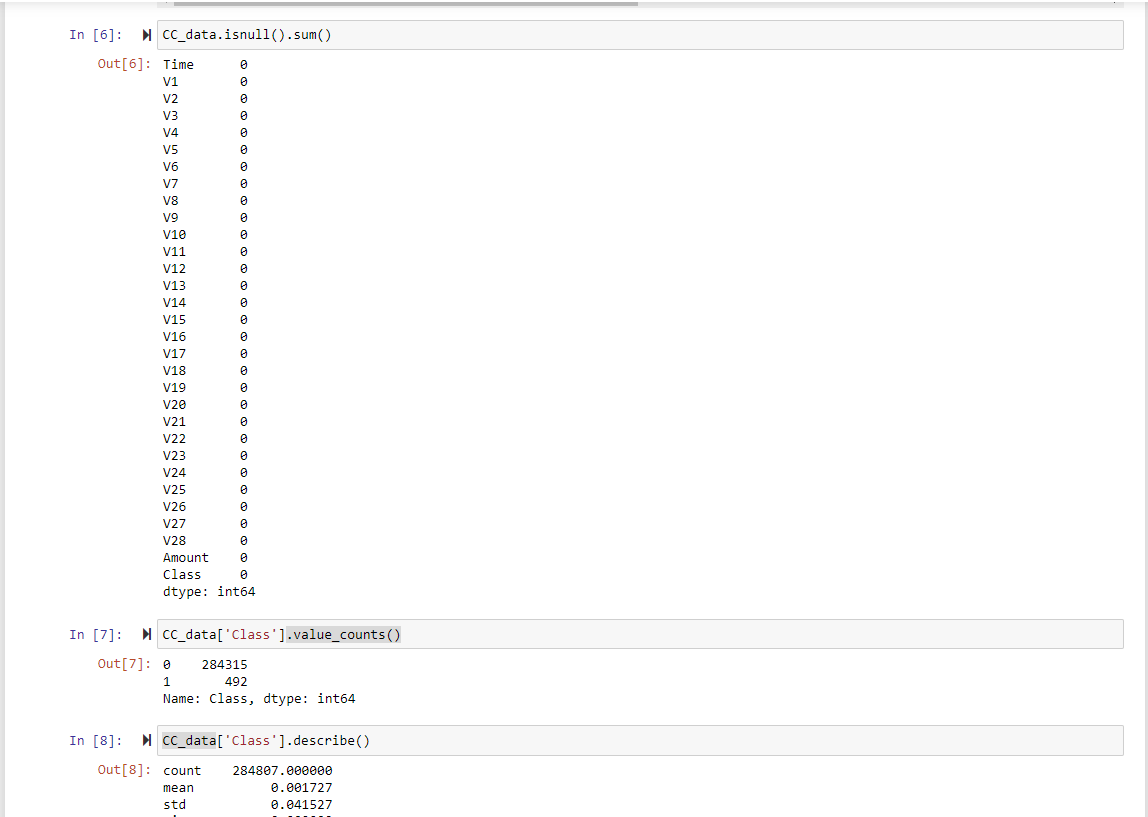 In [6]: CC_data.isnull().sum()
Out[6]: Time 0
V1 0
V2 0
V3 0
V4 0
V5 0
V6 0
V7 0
V8 0
V9 0
V10 0
V11 0
V12 0
V13 0
V14 0
V15 0
V16 0
V17 0
V18 0
V19 0
V20 0
V21 0
V22 0
V23 0
V24 0
V25 0
V26 0
V27 0
V28 0
Amount 0
Class 0
dtype: int64
In [7]: CC_data['Class'].value_counts()
Out[7]: 0 284315
1 492
Name: Class, dtype: int64
In [8]: CC_data['Class'].describe()
Out[8]: count 284807.000000
mean 0.001727
std 0.041527